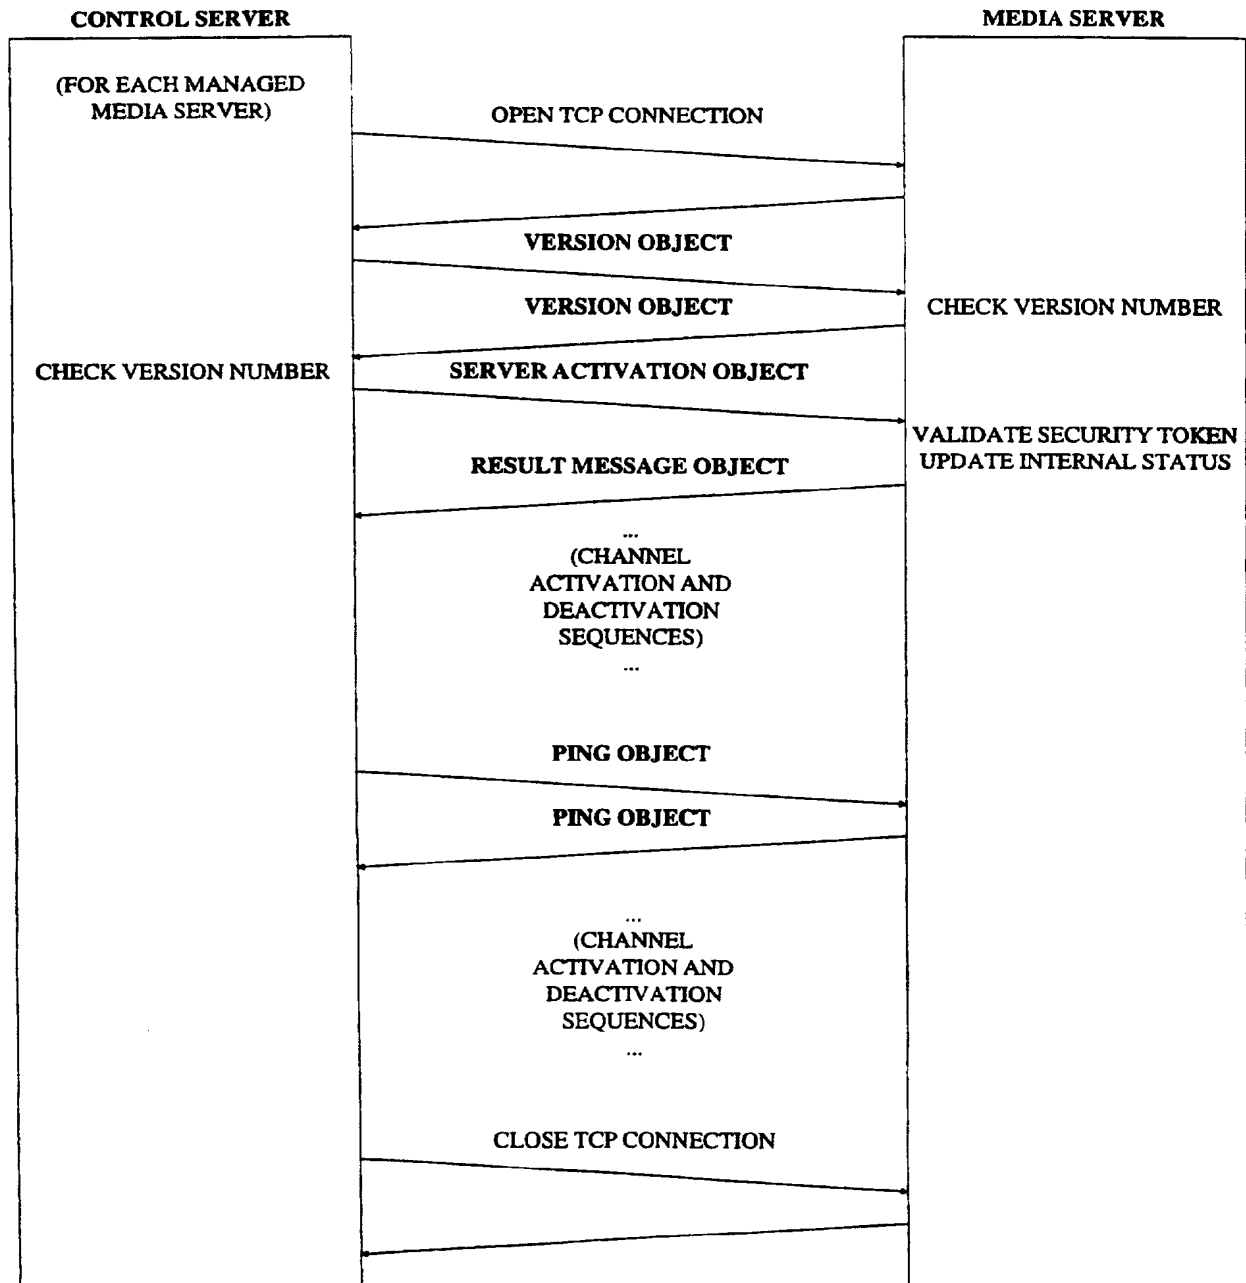 CONTROL SERVER
MEDIA SERVER
(FOR EACH MANAGED
MEDIA SERVER)
OPEN TCP CONNECTION
VERSION OBJECT
VERSION OBJECT
CHECK VERSION NUMBER
CHECK VERSION NUMBER
SERVER ACTIVATION OBJECT
VALIDATE SECURITY TOKEN
UPDATE INTERNAL STATUS
RESULT MESSAGE OBJECT
...
(CHANNEL
ACTIVATION AND
DEACTIVATION
SEQUENCES)
...
PING OBJECT
PING OBJECT
...
(CHANNEL
ACTIVATION AND
DEACTIVATION
SEQUENCES)
...
CLOSE TCP CONNECTION